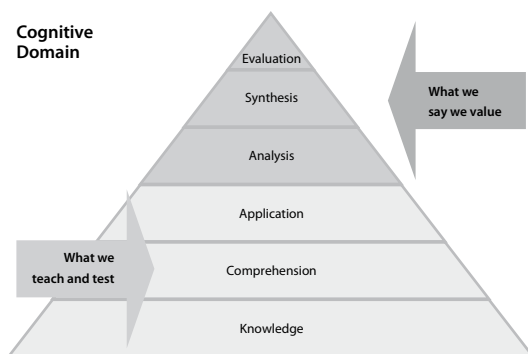 Cognitive
Domain
Evaluation
Synthesis
What we
say we value
Analysis
Application
What we
teach and test
Comprehension
Knowledge